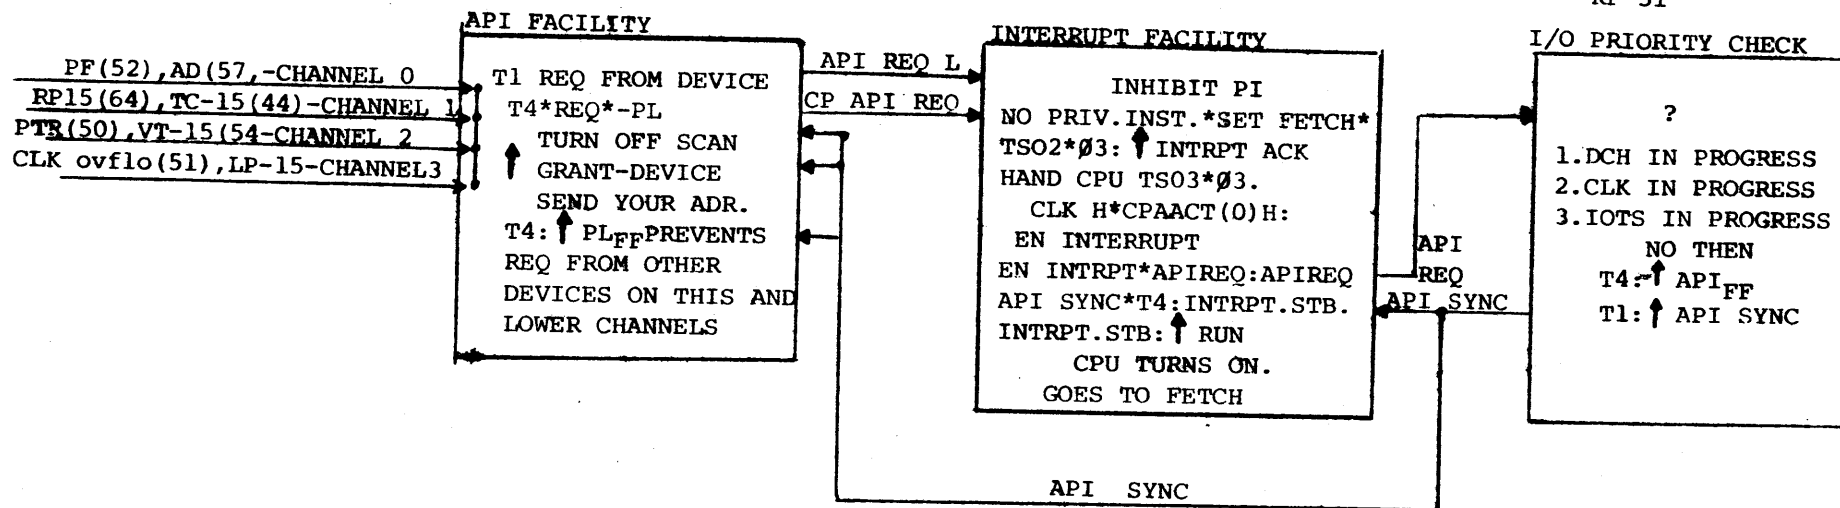 API FACILITY
PF(52),AD(57,-CHANNEL 0
RP15(64),TC-15(44)-CHANNEL 1
PTR(50),VT-15(54-CHANNEL 2
CLK ovflo(51),LP-15-CHANNEL3
T1 REQ FROM DEVICE
T4*REQ*-PL
TURN OFF SCAN
↑ GRANT-DEVICE
SEND YOUR ADR.
T4:↑ PLFFPREVENTS
REQ FROM OTHER
DEVICES ON THIS AND
LOWER CHANNELS
API REQ L
CP API REQ
INTERRUPT FACILITY
INHIBIT PI
NO PRIV.INST.*SET FETCH*
TSO2*Ø3:↑INTRPT ACK
HAND CPU TS03*Ø3.
CLK H*CPAACT(0)H:
EN INTERRUPT
EN INTRPT*APIREQ:APIREQ
API SYNC*T4:INTRPT.STB.
INTRPT.STB:↑ RUN
CPU TURNS ON.
GOES TO FETCH
API
REQ
API SYNC
I/O PRIORITY CHECK
?
1.DCH IN PROGRESS
2.CLK IN PROGRESS
3.IOTS IN PROGRESS
NO THEN
T4:-↑ APIFF
T1:↑ API SYNC
API SYNC